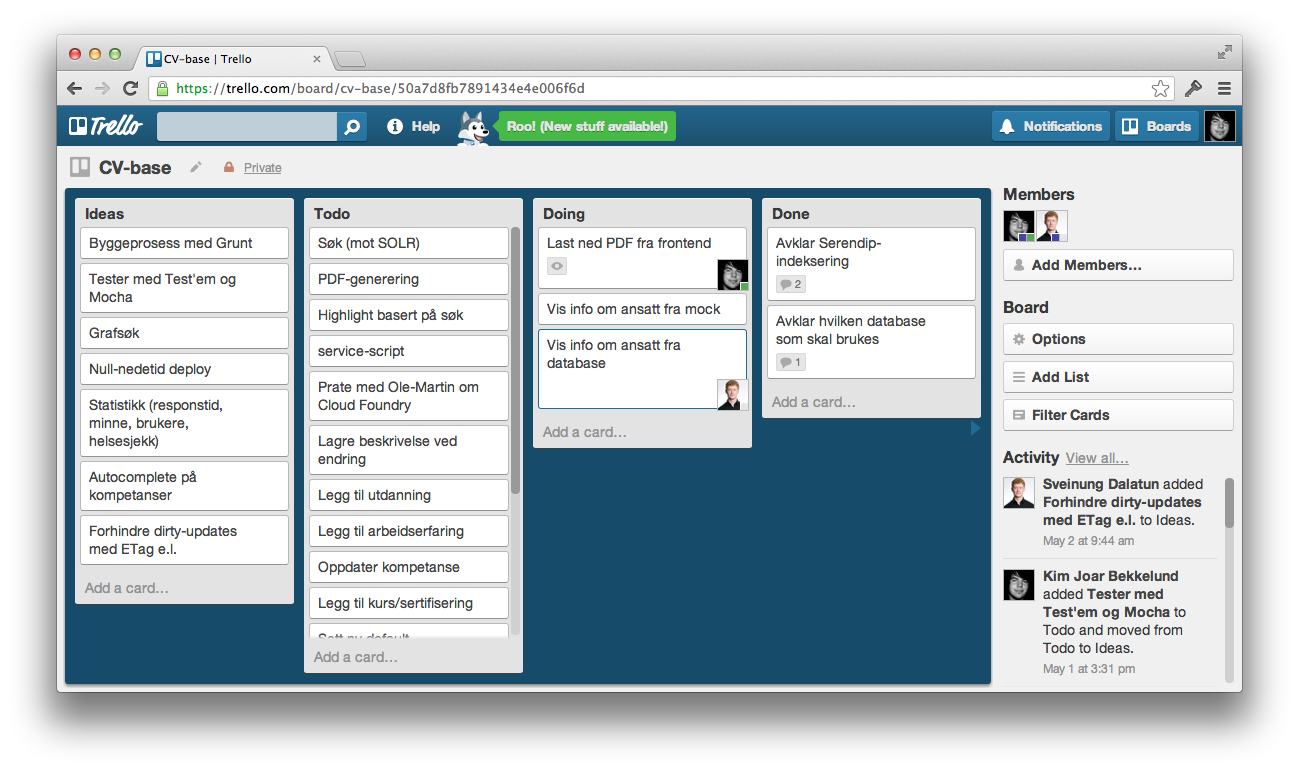 CV-base | Trello
https://trello.com/board/cv-base/50a7d8fb7891434e4e006f6d
Trello
Help
Roo! (New stuff available!)
Notifications
Boards
CV-base
Private
Ideas
Byggeprosess med Grunt
Tester med Test'em og
Mocha
Grafsøk
Null-nedetid deploy
Statistikk (responstid,
minne, brukere,
helsesjekk)
Autocomplete på
kompetanser
Forhindre dirty-updates
med ETag e.l.
Add a card...
Todo
Søk (mot SOLR)
PDF-generering
Highlight basert på søk
service-script
Prate med Ole-Martin om
Cloud Foundry
Lagre beskrivelse ved
endring
Legg til utdanning
Legg til arbeidserfaring
Oppdater kompetanse
Legg til kurs/sertifisering
Sett ny default
Add a card...
Doing
Last ned PDF fra frontend
Vis info om ansatt fra mock
Vis info om ansatt fra
database
Add a card...
Done
Avklar Serendip-
indeksering
2
Avklar hvilken database
som skal brukes
1
Add a card...
Members
Add Members...
Board
Options
Add List
Filter Cards
Activity View all...
Sveinung Dalatun added
Forhindre dirty-updates
med ETag e.l. to Ideas.
May 2 at 9:44 am
Kim Joar Bekkelund
added Tester med
Test'em og Mocha to
Todo and moved from
Todo to Ideas.
May 1 at 3:31 pm